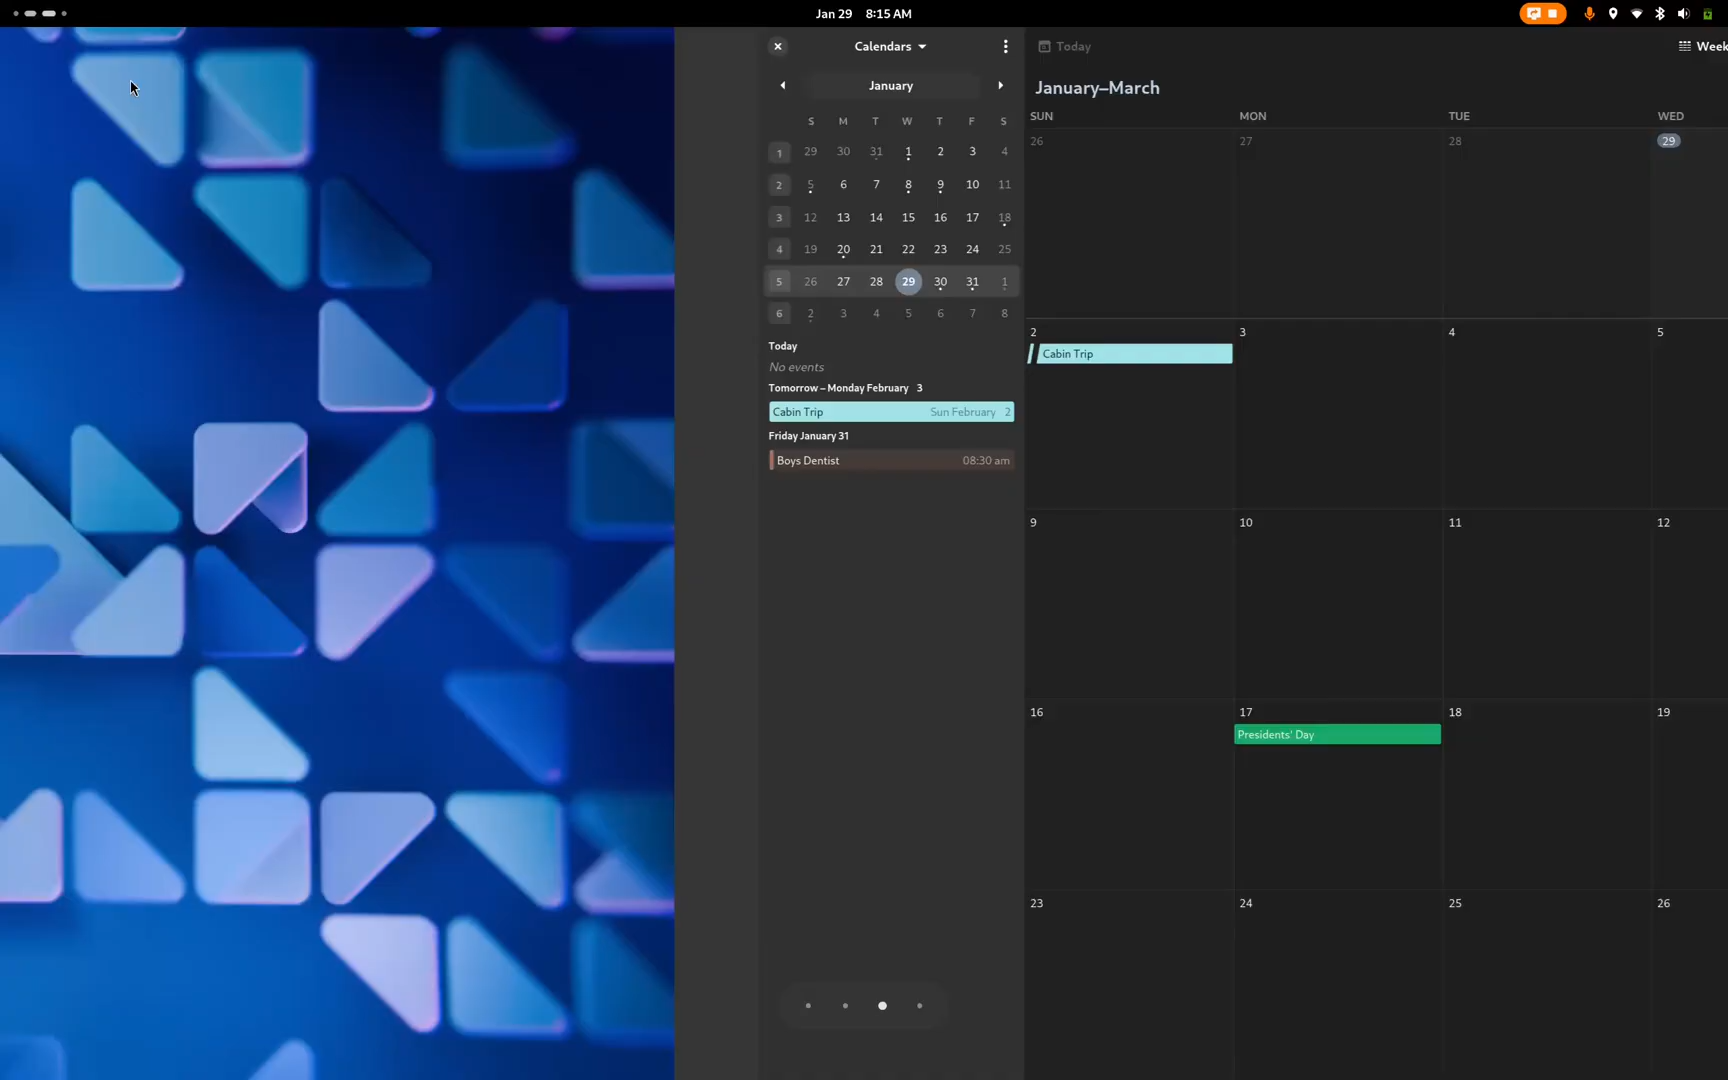 Jan 29 8:15 AM
Calendars
January
S M T W T F S
1 29 30 31 1 2 3 4
2 5 6 7 8 9 10 11
3 12 13 14 15 16 17 18
4 19 20 21 22 23 24 25
5 26 27 28 29 30 31 1
6 2 3 4 5 6 7 8
Today
No events
Tomorrow – Monday February 3
Cabin Trip Sun February 2
Friday January 31
Boys Dentist 08:30 am
Today Week
January–March
SUN MON TUE WED
26 27 28 29
2 3 4 5
Cabin Trip
9 10 11 12
16 17 18 19
Presidents' Day
23 24 25 26